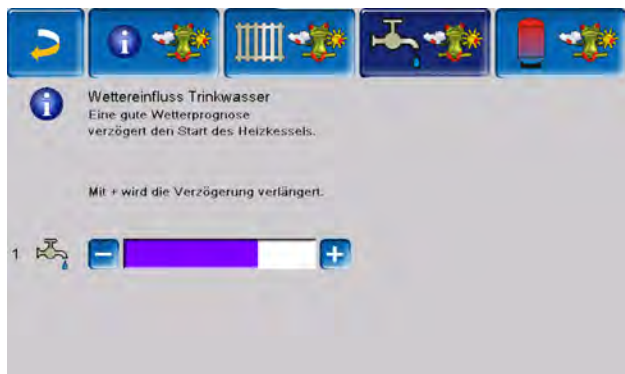 Wettereinfluss Trinkwasser
Eine gute Wetterprognose
verzögert den Start des Heizkessels.
Mit + wird die Verzögerung verlängert.
1